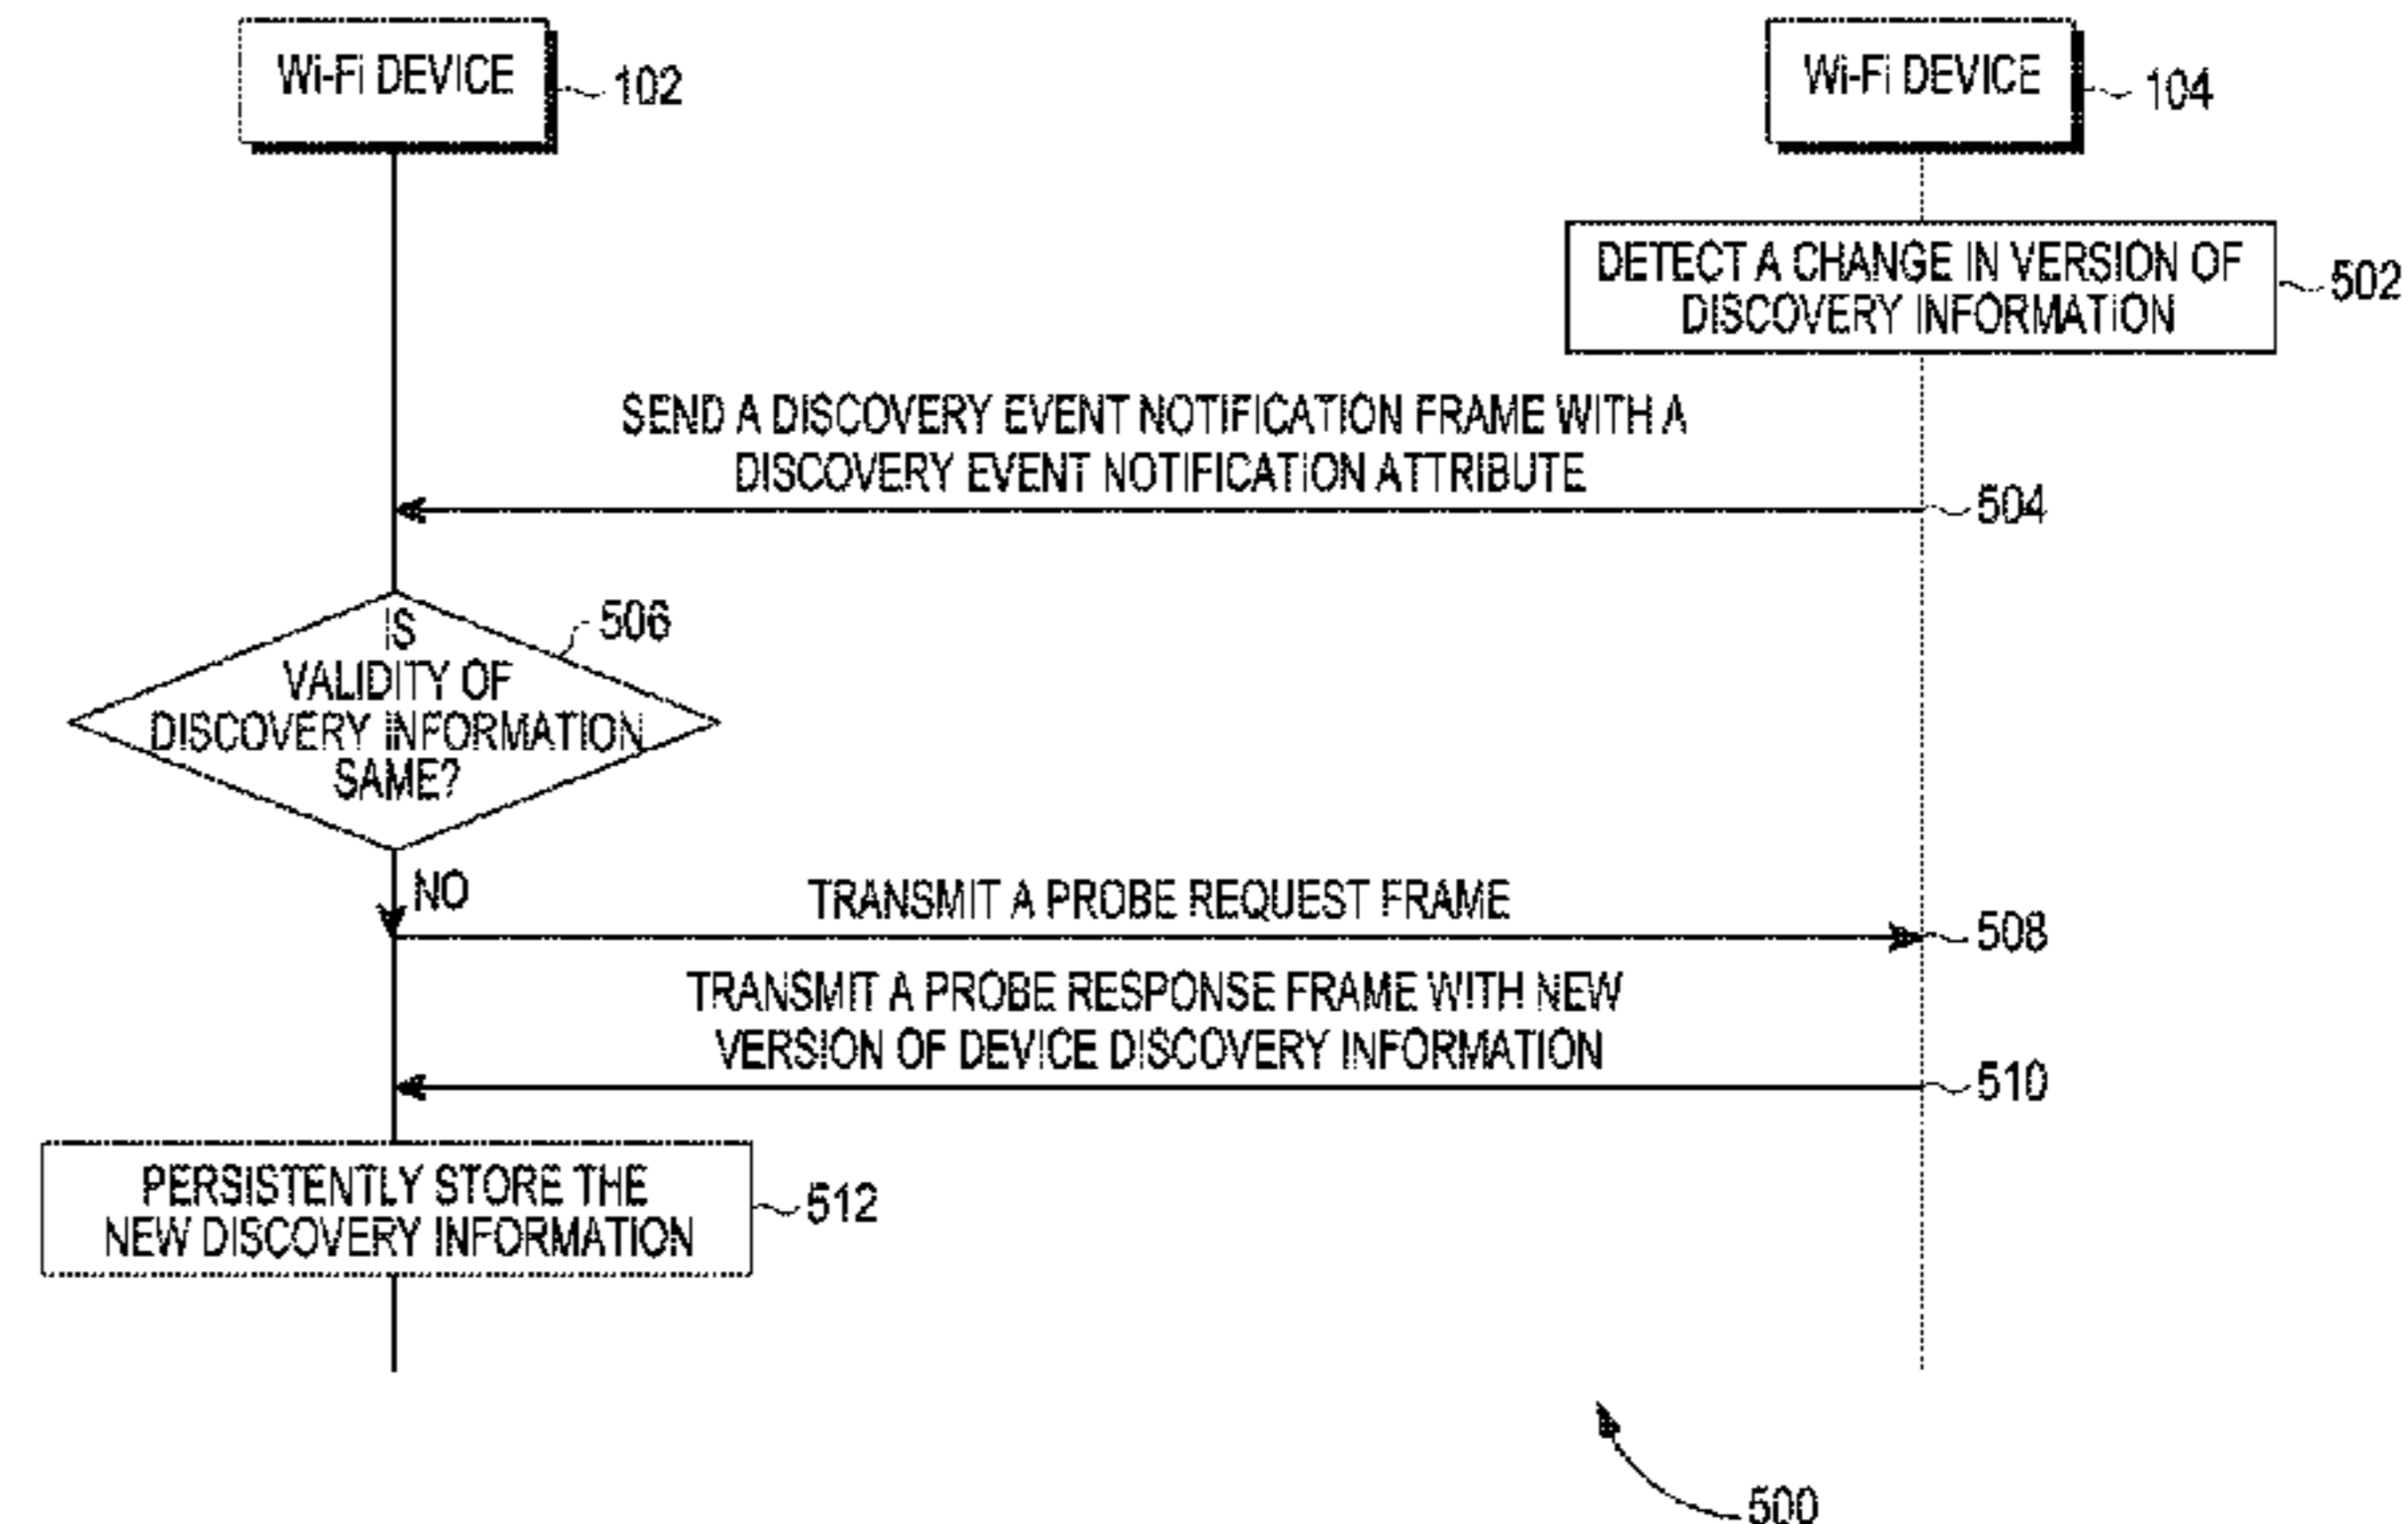 Wi-Fi DEVICE
102
Wi-Fi DEVICE
104
DETECT A CHANGE IN VERSION OF
DISCOVERY INFORMATION
502
SEND A DISCOVERY EVENT NOTIFICATION FRAME WITH A
DISCOVERY EVENT NOTIFICATION ATTRIBUTE
504
IS
VALIDITY OF
DISCOVERY INFORMATION
SAME?
506
NO
TRANSMIT A PROBE REQUEST FRAME
508
TRANSMIT A PROBE RESPONSE FRAME WITH NEW
VERSION OF DEVICE DISCOVERY INFORMATION
510
PERSISTENTLY STORE THE
NEW DISCOVERY INFORMATION
512
500